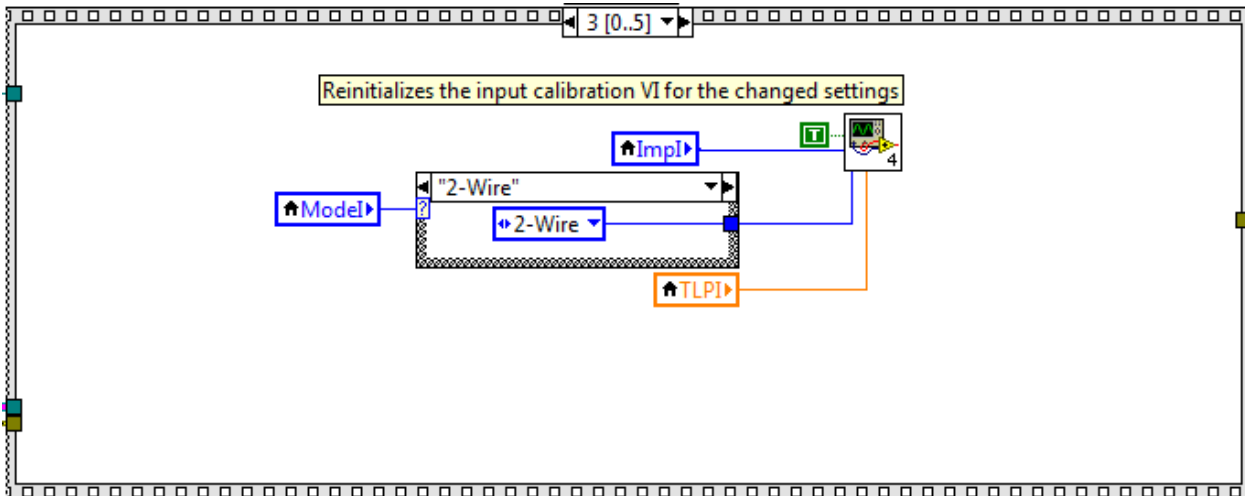 3 [0..5]
Reinitializes the input calibration VI for the changed settings
T
ImpI
4
"2-Wire"
ModeI
?
2-Wire
TLPI